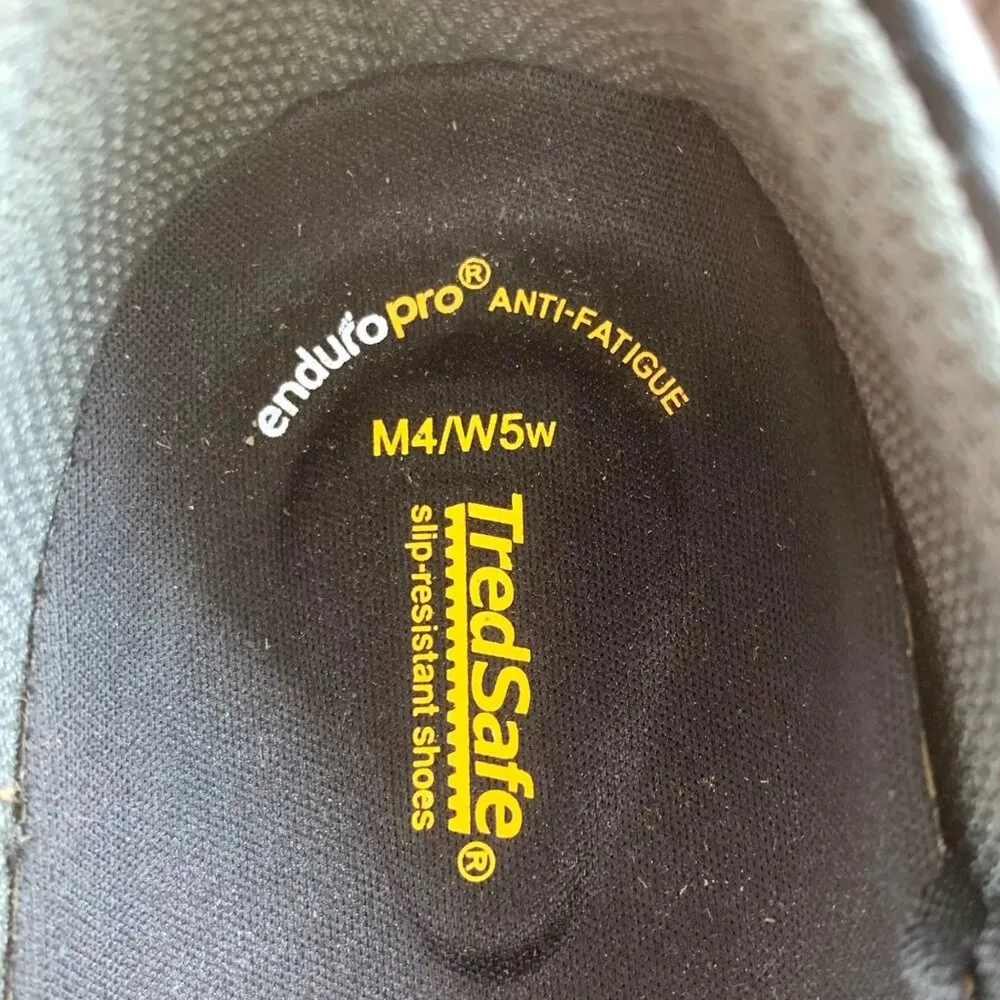 enduropro® ANTI-FATIGUE
M4/W5w
TredSafe®
slip-resistant shoes